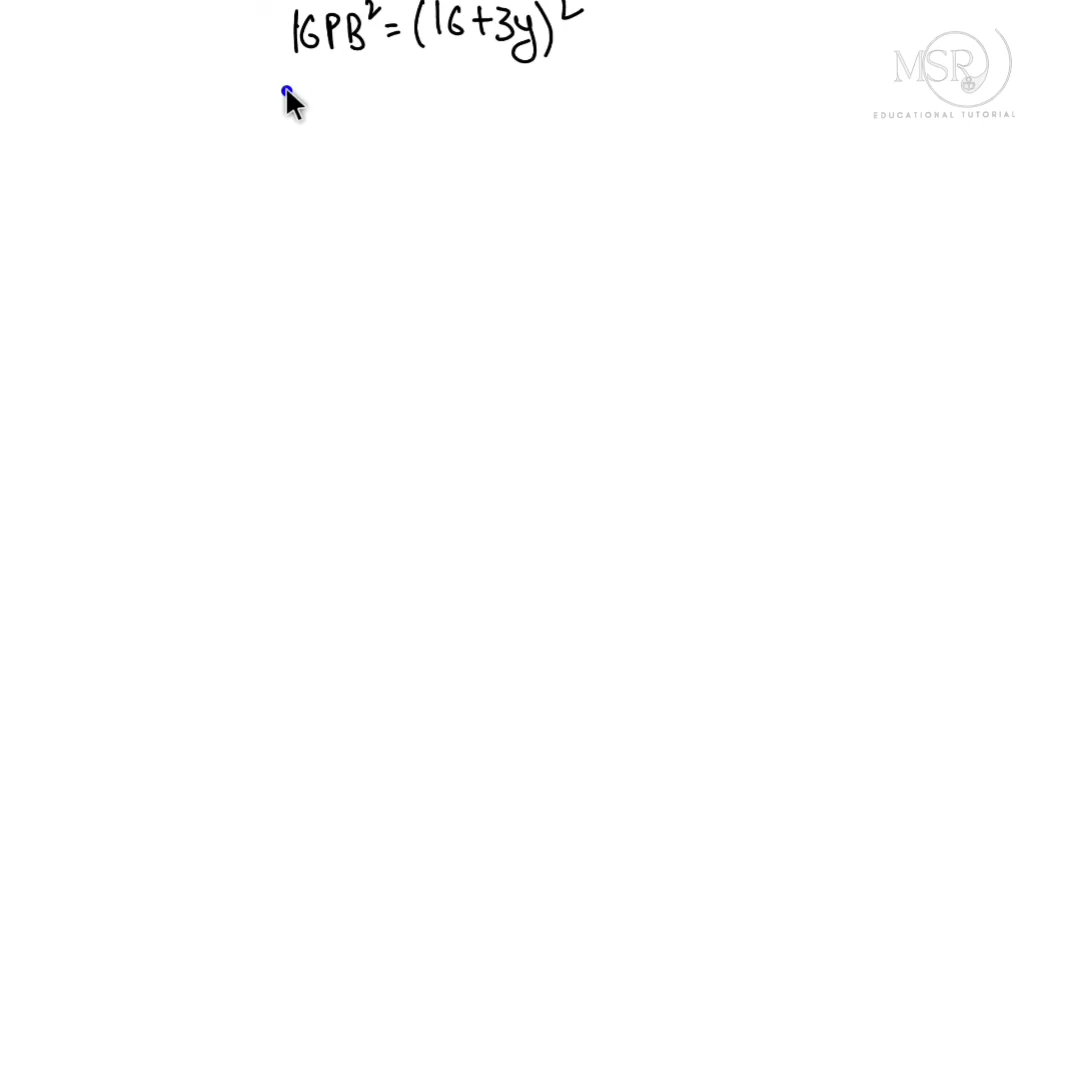 16PB² = (16+3y)²
MSR
EDUCATIONAL TUTORIAL